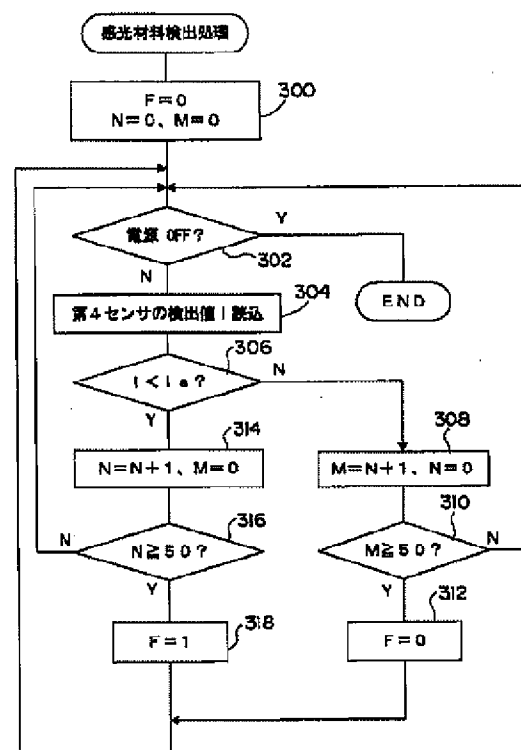 感光材料検出処理
F=0
N=0、M=0
300
電源 OFF?
Y
302
N
END
304
第4センサの検出値I読込
306
I<Is?
N
Y
314
N=N+1、M=0
308
M=N+1、N=0
316
N≧50?
N
Y
310
M≧50?
N
Y
F=1
318
312
F=0